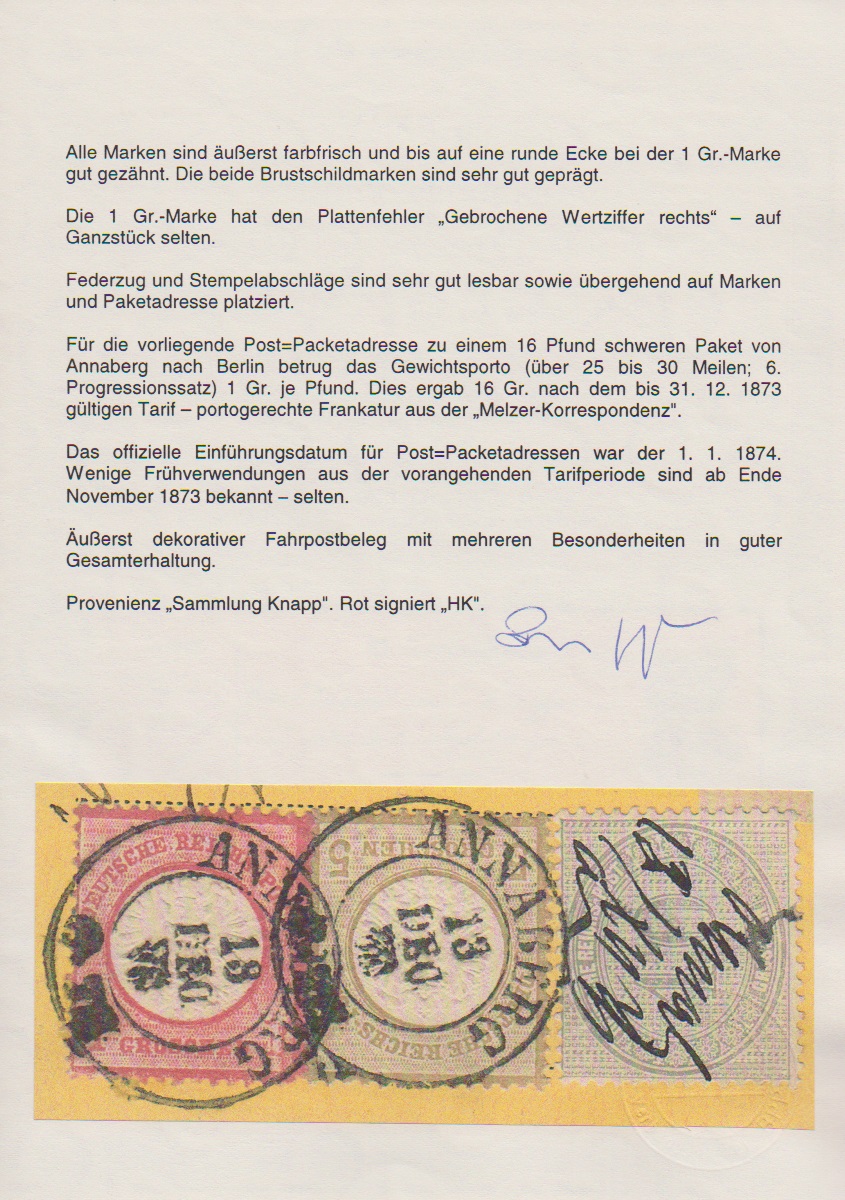 Alle Marken sind äußerst farbfrisch und bis auf eine runde Ecke bei der 1 Gr.-Marke
gut gezähnt. Die beide Brustschildmarken sind sehr gut geprägt.
Die 1 Gr.-Marke hat den Plattenfehler „Gebrochene Wertziffer rechts“ – auf
Ganzstück selten.
Federzug und Stempelabschläge sind sehr gut lesbar sowie übergehend auf Marken
und Paketadresse platziert.
Für die vorliegende Post=Packetadresse zu einem 16 Pfund schweren Paket von
Annaberg nach Berlin betrug das Gewichtsporto (über 25 bis 30 Meilen; 6.
Progressionssatz) 1 Gr. je Pfund. Dies ergab 16 Gr. nach dem bis 31. 12. 1873
gültigen Tarif – portogerechte Frankatur aus der „Melzer-Korrespondenz".
Das offizielle Einführungsdatum für Post=Packetadressen war der 1. 1. 1874.
Wenige Frühverwendungen aus der vorangehenden Tarifperiode sind ab Ende
November 1873 bekannt – selten.
Äußerst dekorativer Fahrpostbeleg mit mehreren Besonderheiten in guter
Gesamterhaltung.
Provenienz „Sammlung Knapp". Rot signiert „HK".
ANNABERG
13
DEC
5